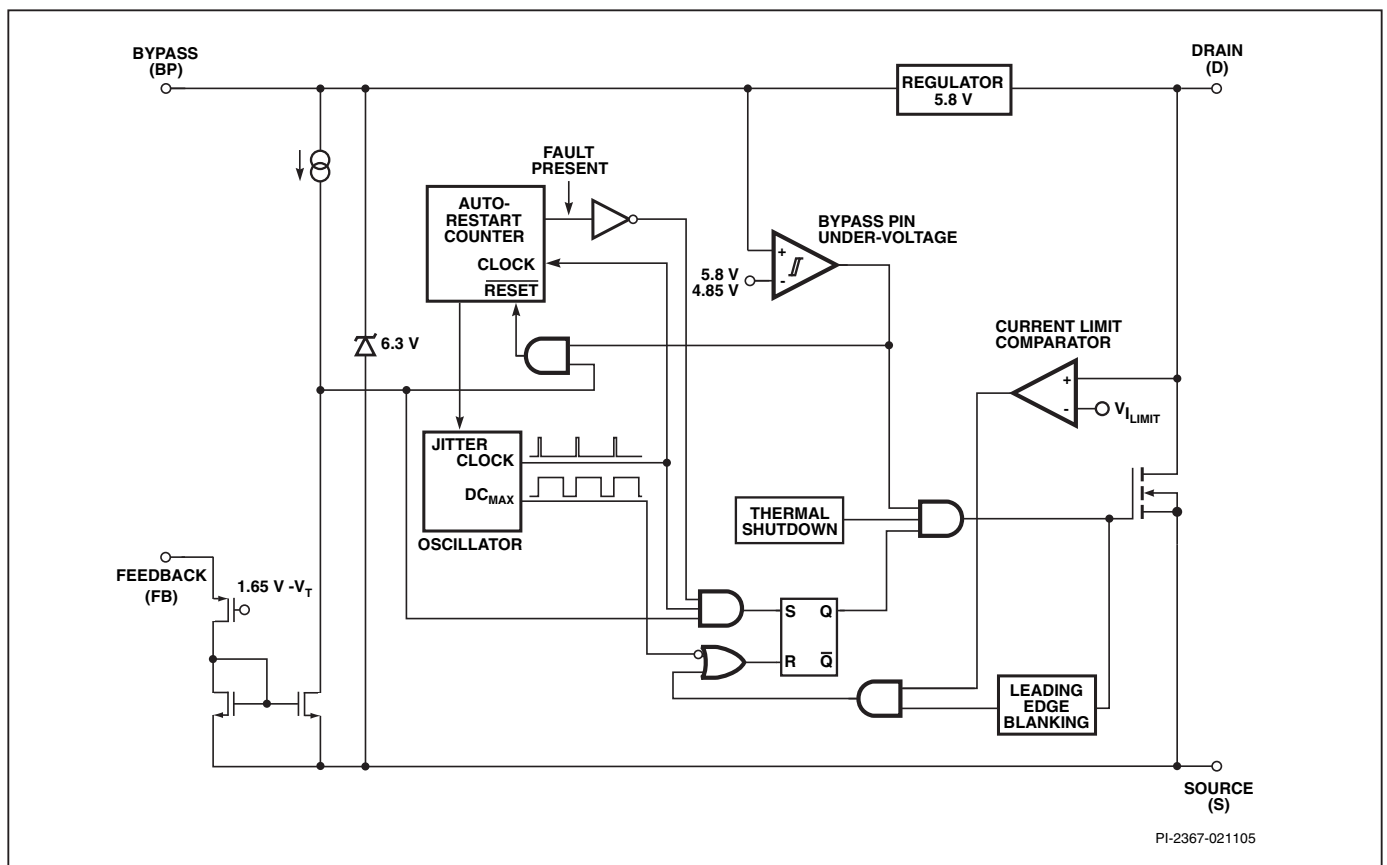 BYPASS
(BP)
DRAIN
(D)
REGULATOR
5.8 V
FAULT
PRESENT
AUTO-
RESTART
COUNTER
CLOCK
RESET
BYPASS PIN
UNDER-VOLTAGE
+
5.8 V
4.85 V
-
6.3 V
CURRENT LIMIT
COMPARATOR
+
-
VILIMIT
JITTER
CLOCK
DCMAX
OSCILLATOR
THERMAL
SHUTDOWN
FEEDBACK
(FB)
1.65 V -VT
S Q
R Q
LEADING
EDGE
BLANKING
SOURCE
(S)
PI-2367-021105